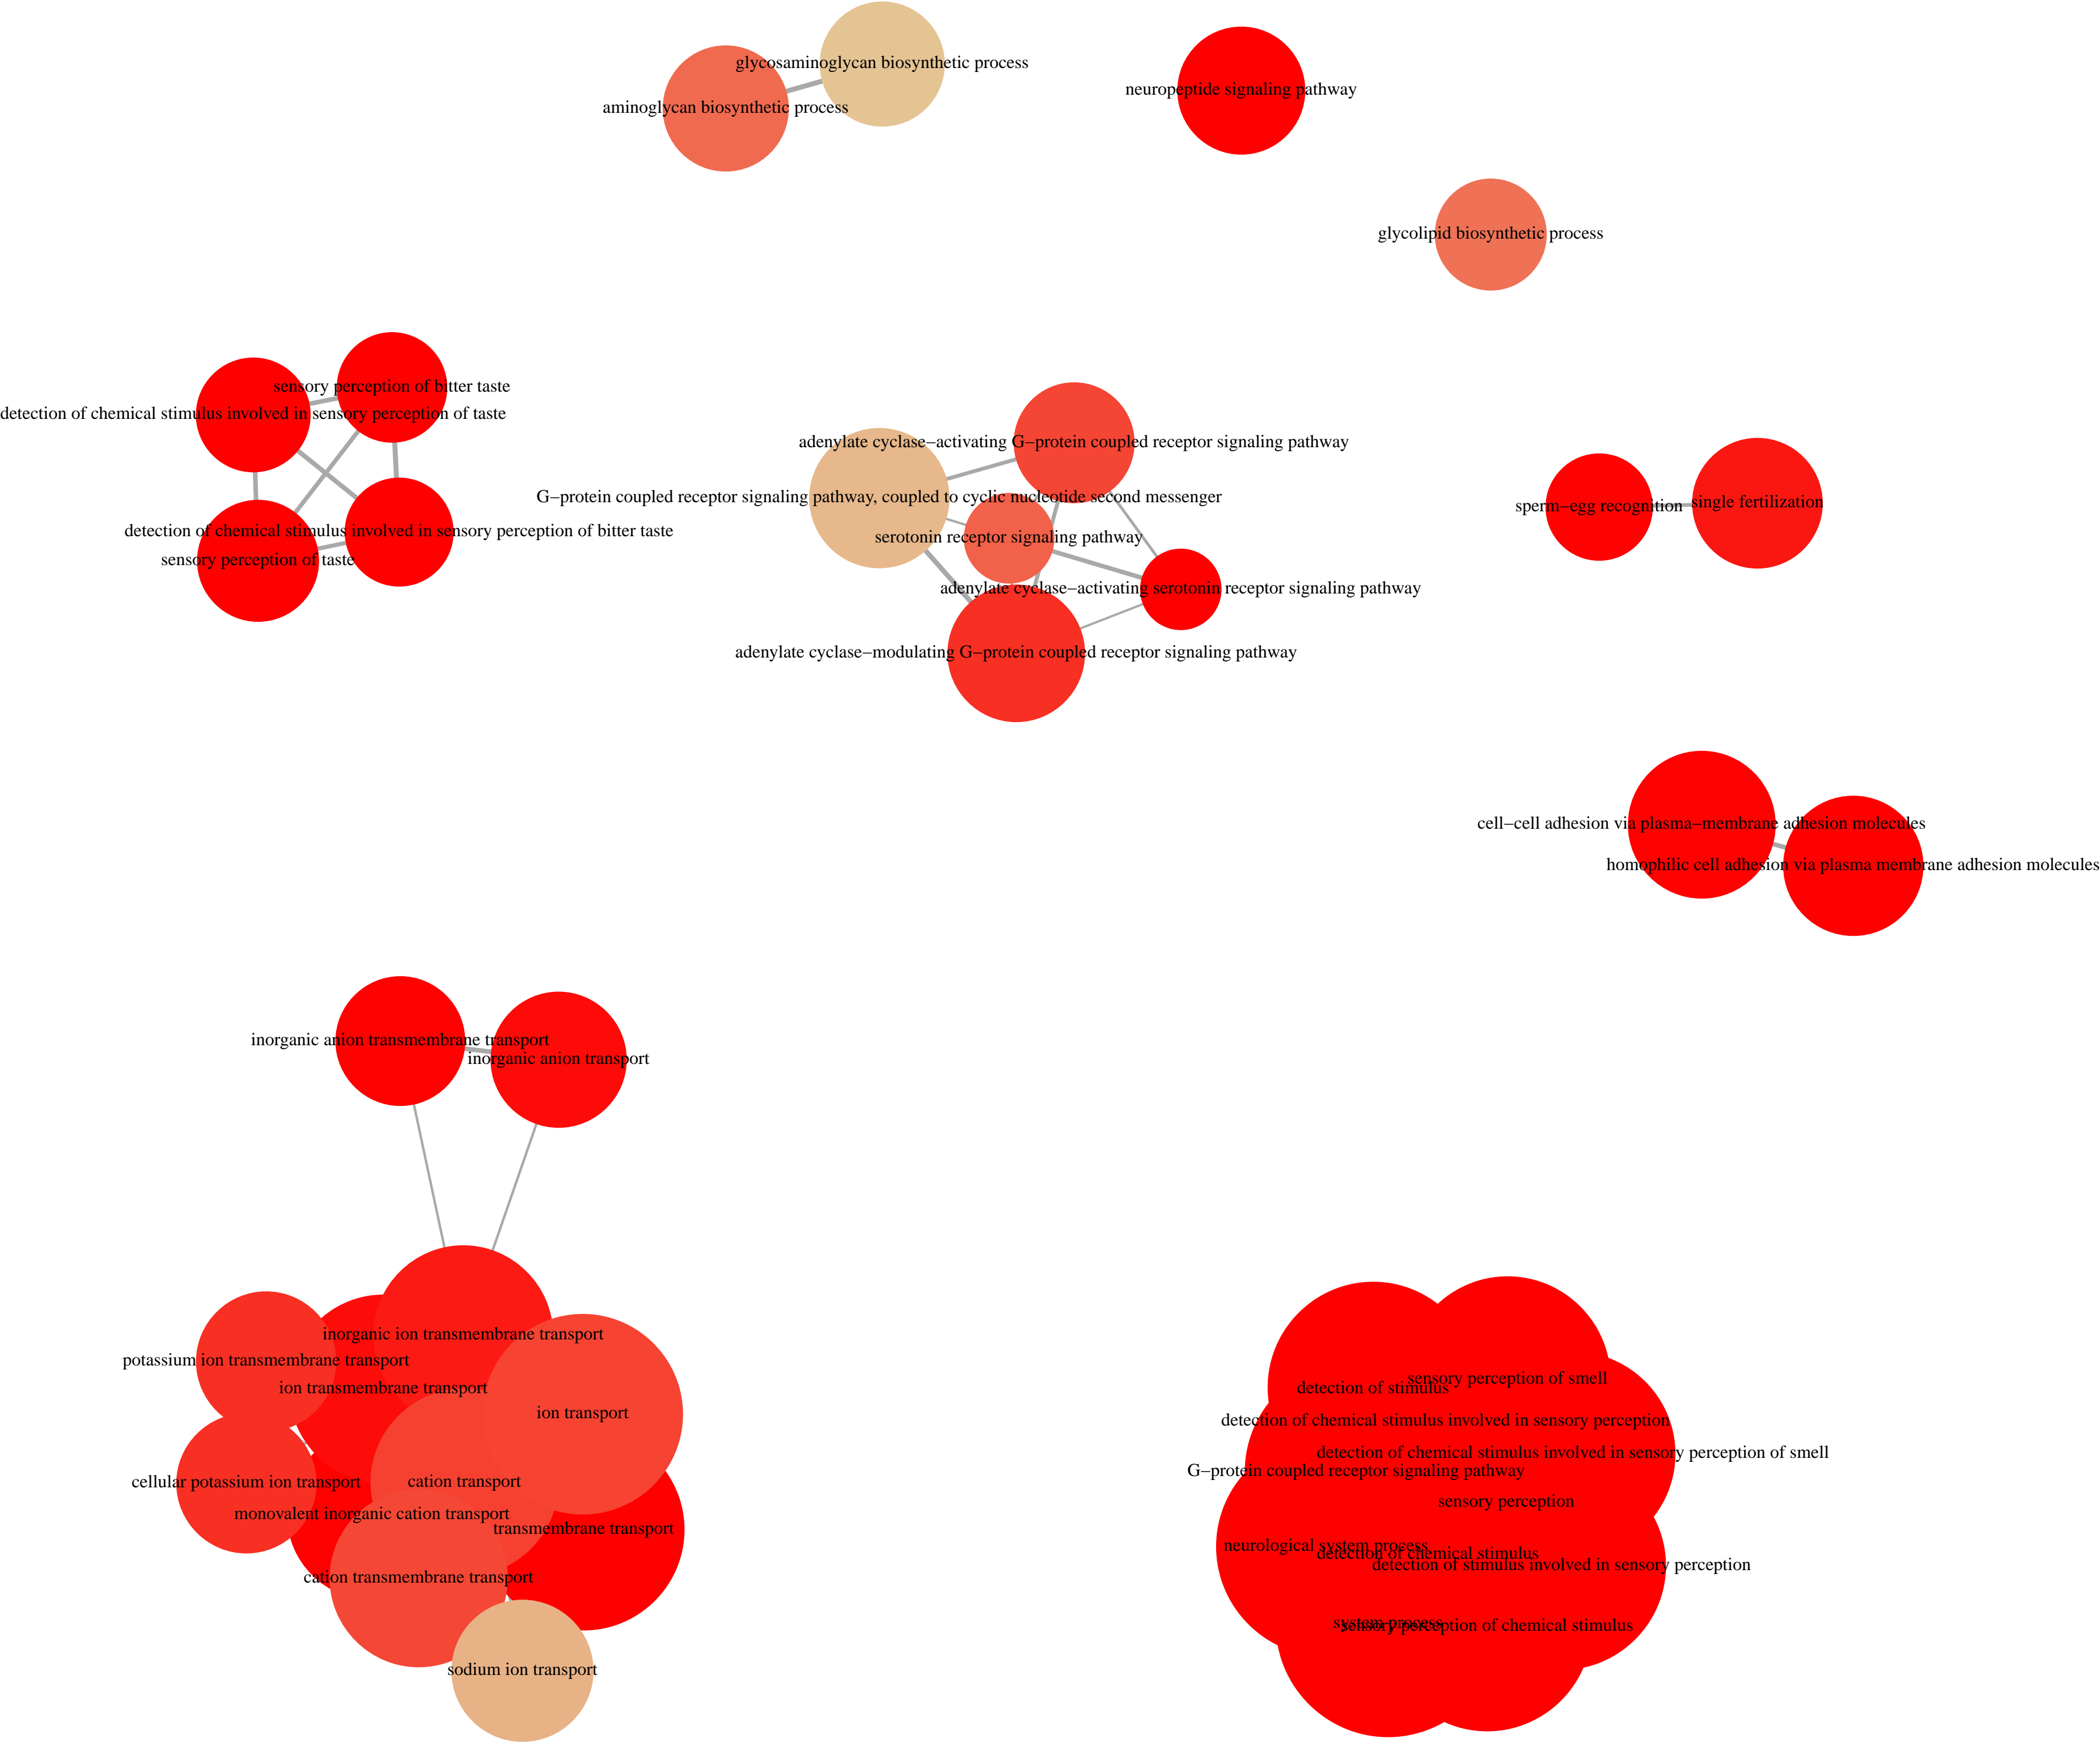 glycosaminoglycan biosynthetic process
neuropeptide signaling pathway
aminoglycan biosynthetic process
glycolipid biosynthetic process
sensory perception of bitter taste
detection of chemical stimulus involved in sensory perception of taste
detection of chemical stimulus involved in sensory perception of bitter taste
sensory perception of taste
adenylate cyclase−activating G−protein coupled receptor signaling pathway
G−protein coupled receptor signaling pathway, coupled to cyclic nucleotide second messenger
serotonin receptor signaling pathway
adenylate cyclase−activating serotonin receptor signaling pathway
adenylate cyclase−modulating G−protein coupled receptor signaling pathway
sperm−egg recognition
single fertilization
cell−cell adhesion via plasma−membrane adhesion molecules
homophilic cell adhesion via plasma membrane adhesion molecules
inorganic anion transmembrane transport
inorganic anion transport
inorganic ion transmembrane transport
potassium ion transmembrane transport
ion transmembrane transport
ion transport
cellular potassium ion transport
cation transport
monovalent inorganic cation transport
transmembrane transport
cation transmembrane transport
sodium ion transport
sensory perception of smell
detection of stimulus
detection of chemical stimulus involved in sensory perception
detection of chemical stimulus involved in sensory perception of smell
G−protein coupled receptor signaling pathway
sensory perception
neurological system process
detection of chemical stimulus
detection of stimulus involved in sensory perception
system process
sensory perception of chemical stimulus